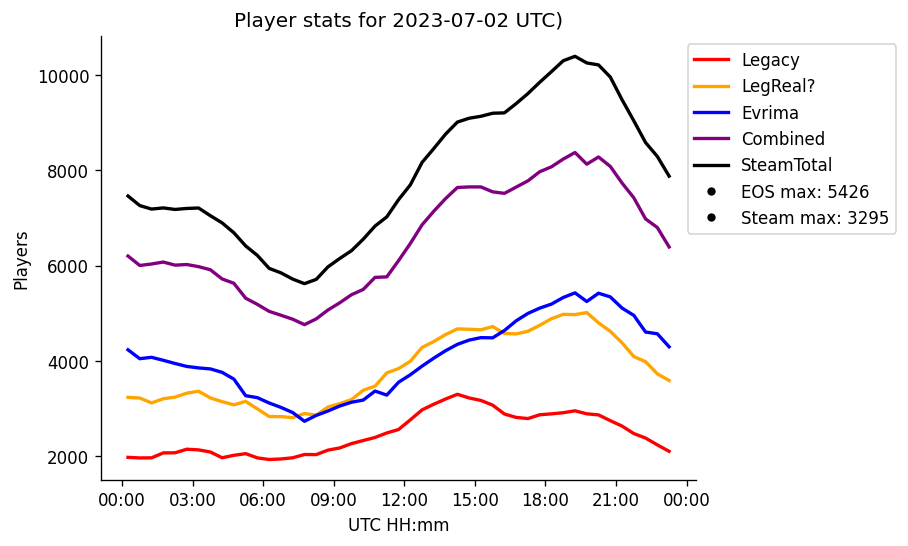 Player stats for 2023-07-02 UTC)
Players
10000
8000
6000
4000
2000
00:00 03:00 06:00 09:00 12:00 15:00 18:00 21:00 00:00
UTC HH:mm
Legacy
LegReal?
Evrima
Combined
SteamTotal
EOS max: 5426
Steam max: 3295